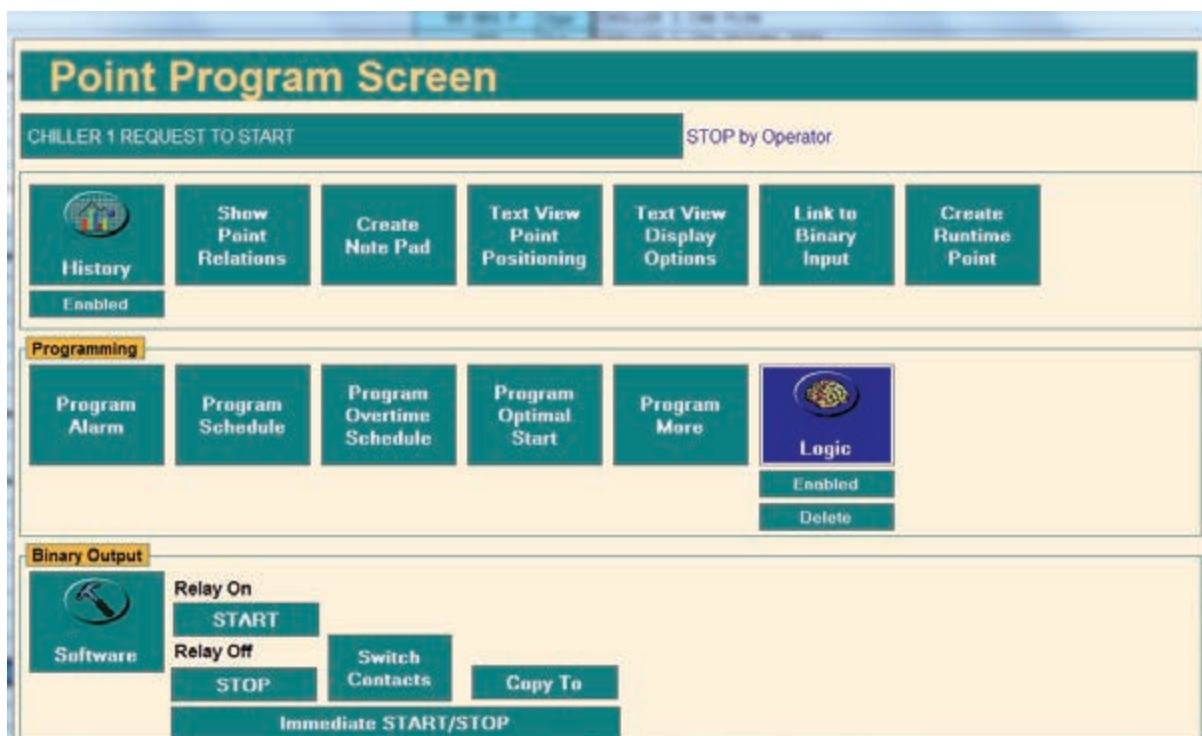 Point Program Screen
CHILLER 1 REQUEST TO START
STOP by Operator
History
Show
Point
Relations
Create
Note Pad
Text View
Point
Positioning
Text View
Display
Options
Link to
Binary
Input
Create
Runtime
Point
Enabled
Programming
Program
Alarm
Program
Schedule
Program
Overtime
Schedule
Program
Optimal
Start
Program
More
Logic
Enabled
Delete
Binary Output
Software
Relay On
START
Relay Off
STOP
Switch
Contacts
Copy To
Immediate START/STOP